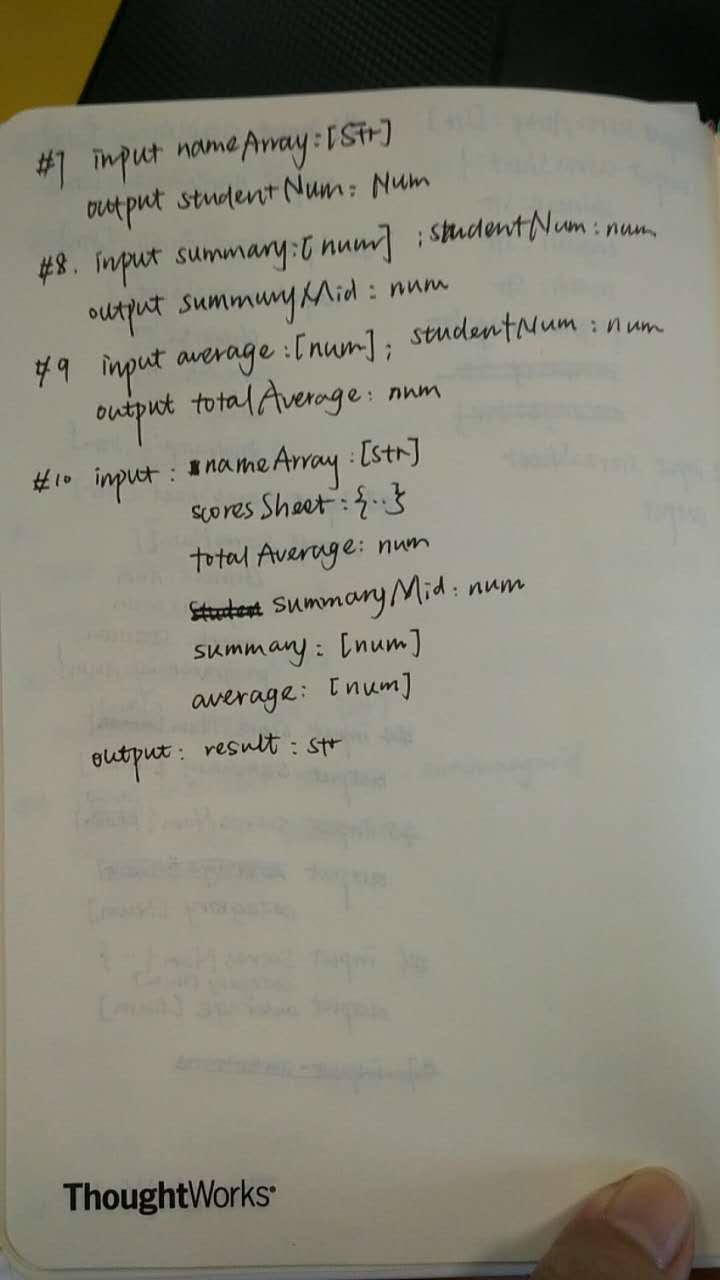 #7 input nameArray:[Str]
output studentNum: Num
#8. input summary:[num] ; studentNum: num
output summuryMid: num
#9 input average:[num]; studentNum: num
output totalAverage: num
#10 input: nameArray:[Str]
scoresSheet:{..}
totalAverage: num
summaryMid: num
summary: [num]
average: [num]
output: result: str
ThoughtWorks